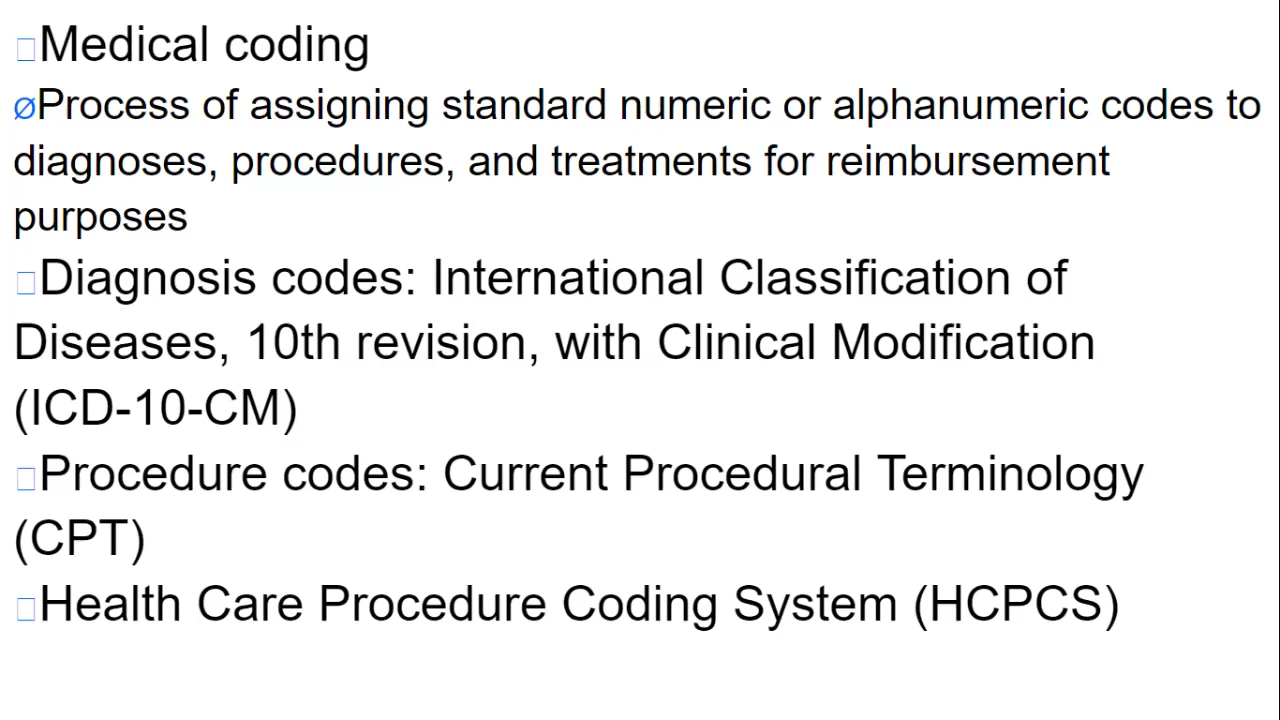 Medical coding
ØProcess of assigning standard numeric or alphanumeric codes to
diagnoses, procedures, and treatments for reimbursement
purposes
Diagnosis codes: International Classification of
Diseases, 10th revision, with Clinical Modification
(ICD-10-CM)
Procedure codes: Current Procedural Terminology
(CPT)
Health Care Procedure Coding System (HCPCS)